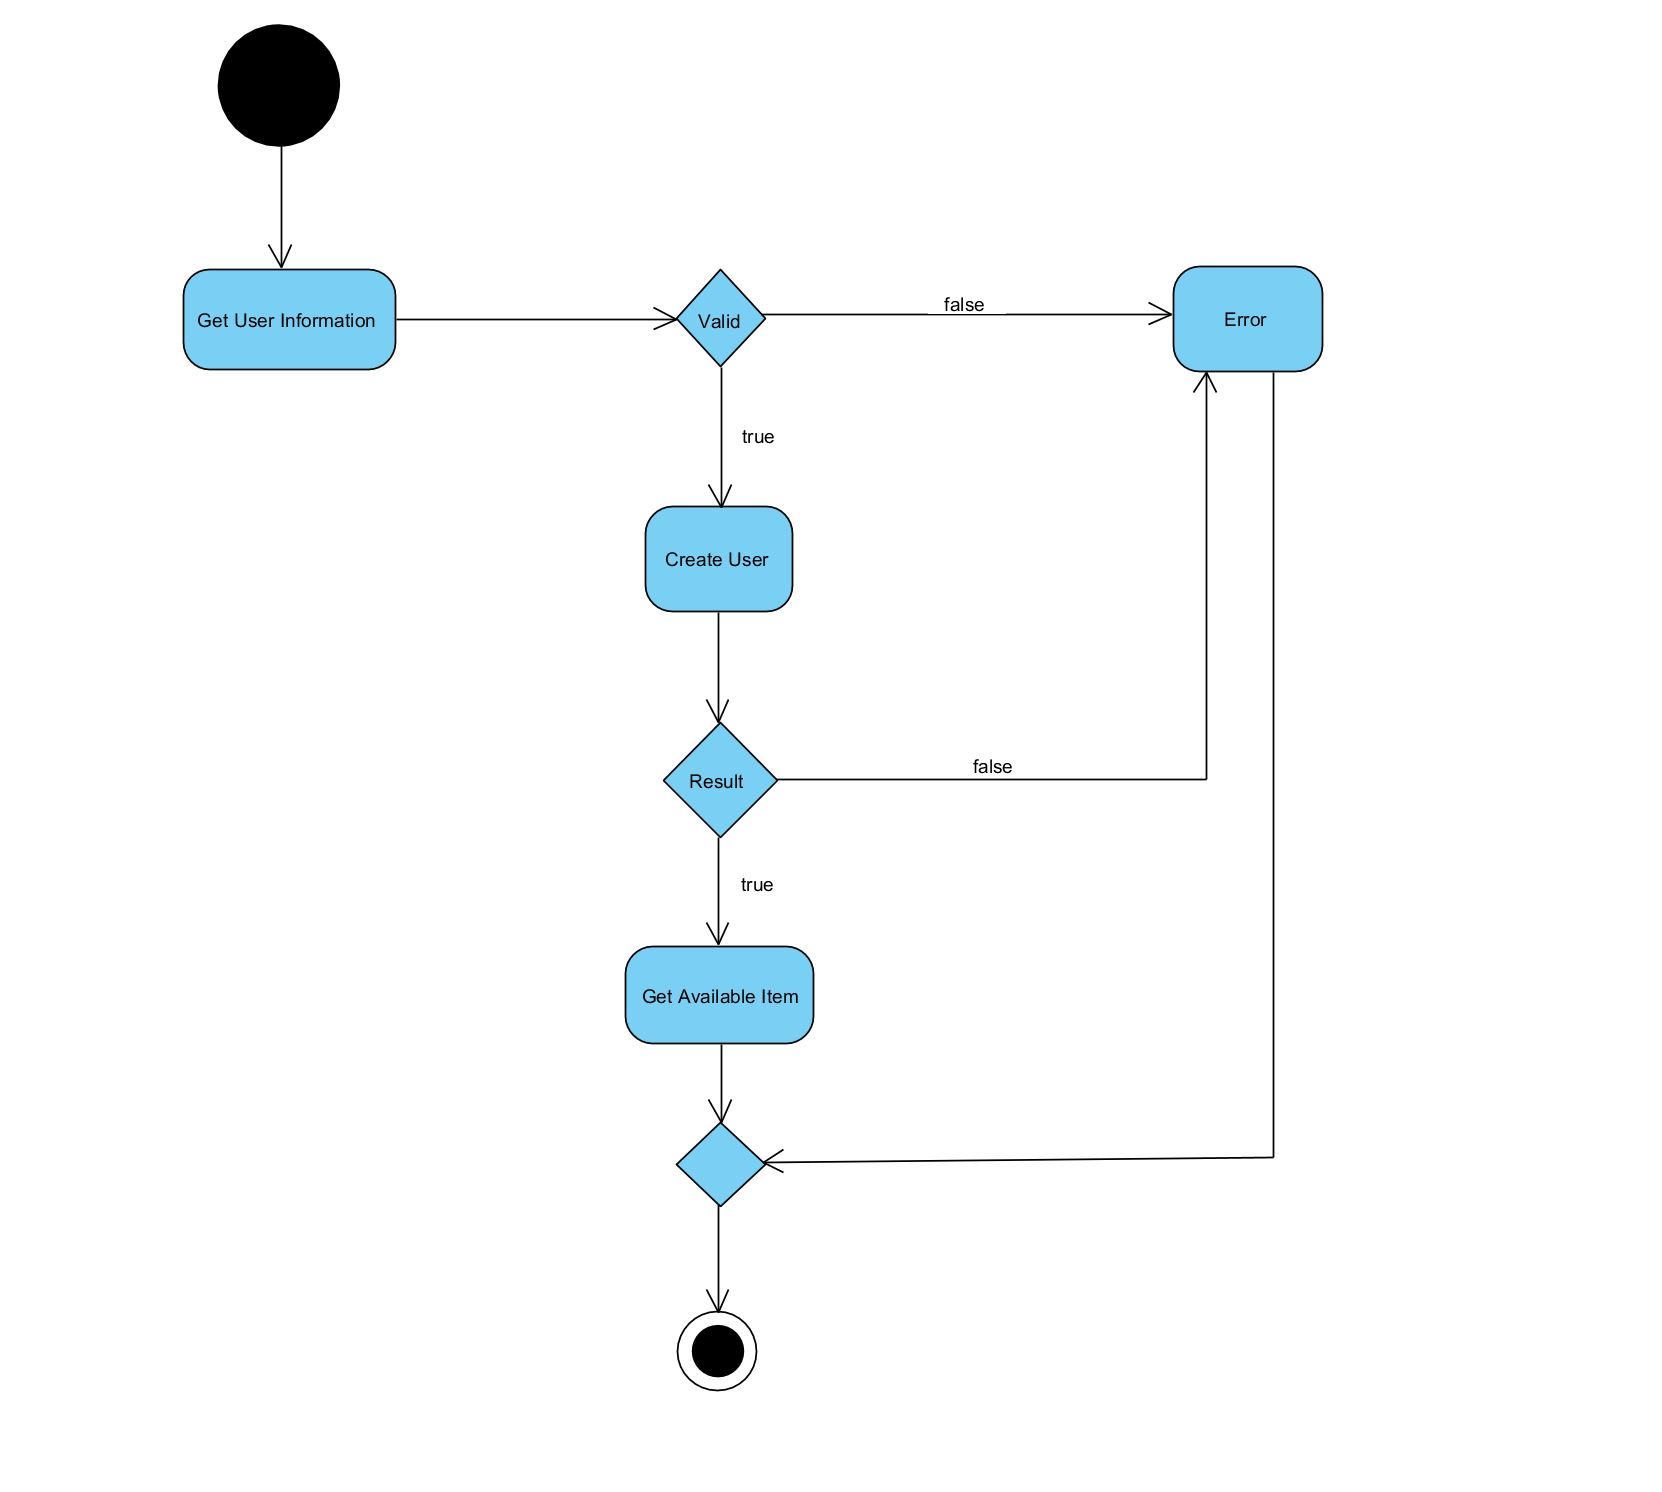 Get User Information
Valid
false
Error
true
Create User
Result
false
true
Get Available Item